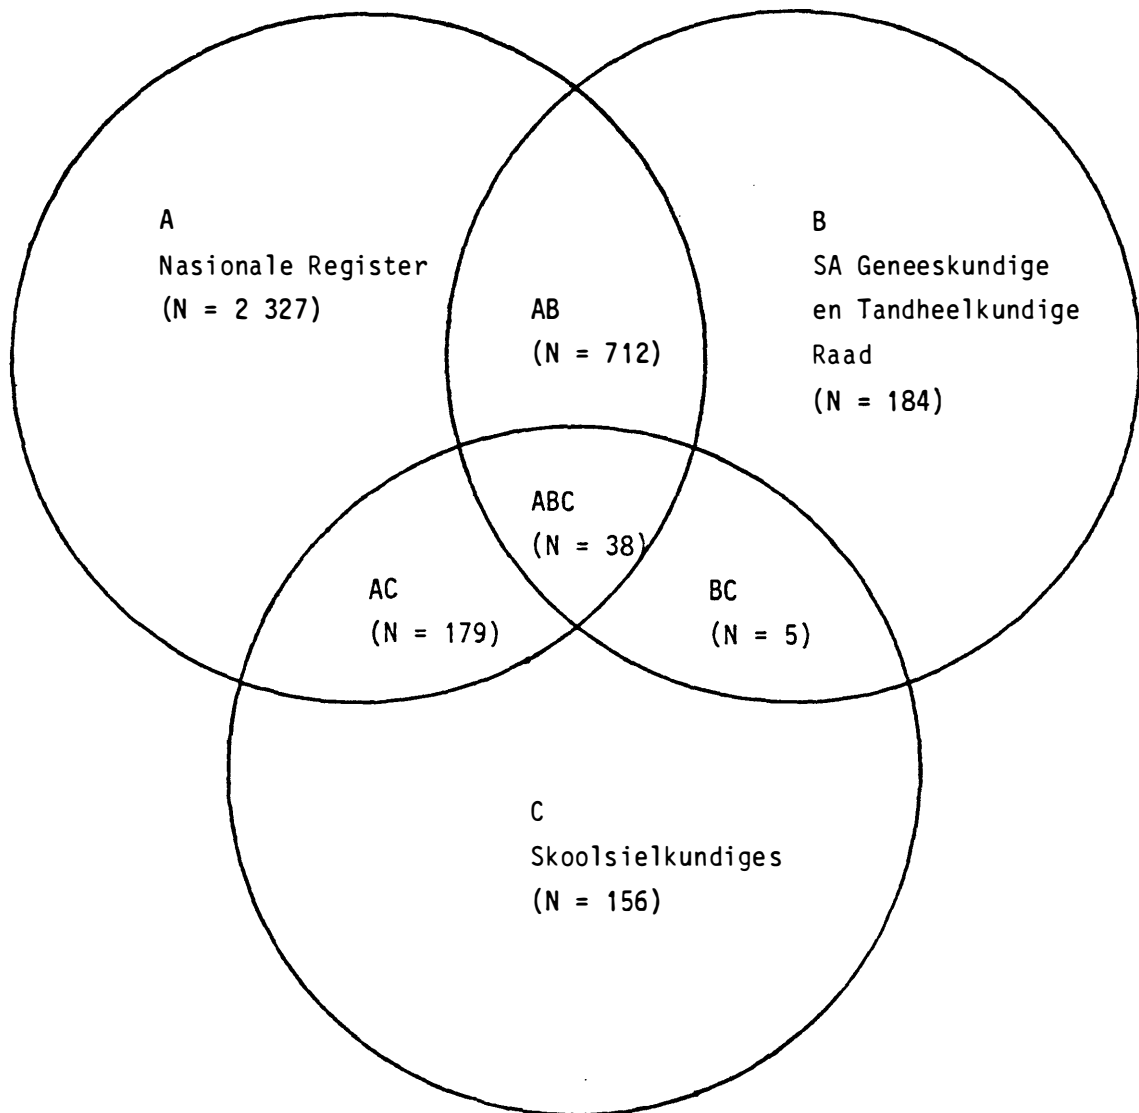 A
Nasionale Register
(N = 2 327)
B
SA Geneeskundige
en Tandheelkundige
Raad
(N = 184)
AB
(N = 712)
ABC
(N = 38)
AC
(N = 179)
BC
(N = 5)
C
Skoolsielkundiges
(N = 156)